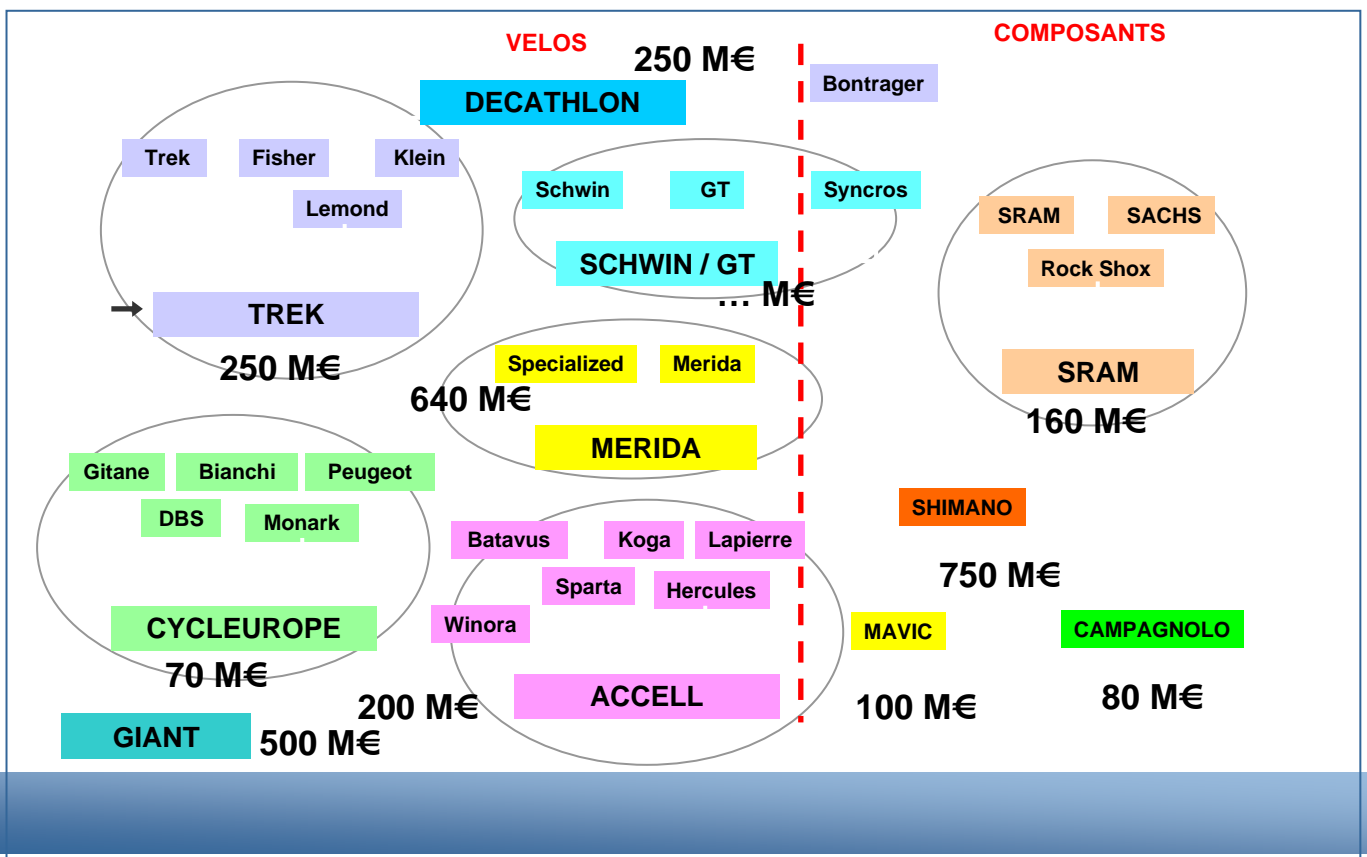 VELOS
COMPOSANTS
250 M€
DECATHLON
Bontrager
Trek
Fisher
Klein
Lemond
TREK
250 M€
Schwin
GT
Syncros
SCHWIN / GT
... M€
SRAM
SACHS
Rock Shox
SRAM
160 M€
Specialized
Merida
640 M€
MERIDA
Gitane
Bianchi
Peugeot
DBS
Monark
CYCLEUROPE
70 M€
Batavus
Koga
Lapierre
Sparta
Hercules
Winora
ACCELL
200 M€
SHIMANO
750 M€
MAVIC
100 M€
CAMPAGNOLO
80 M€
GIANT
500 M€